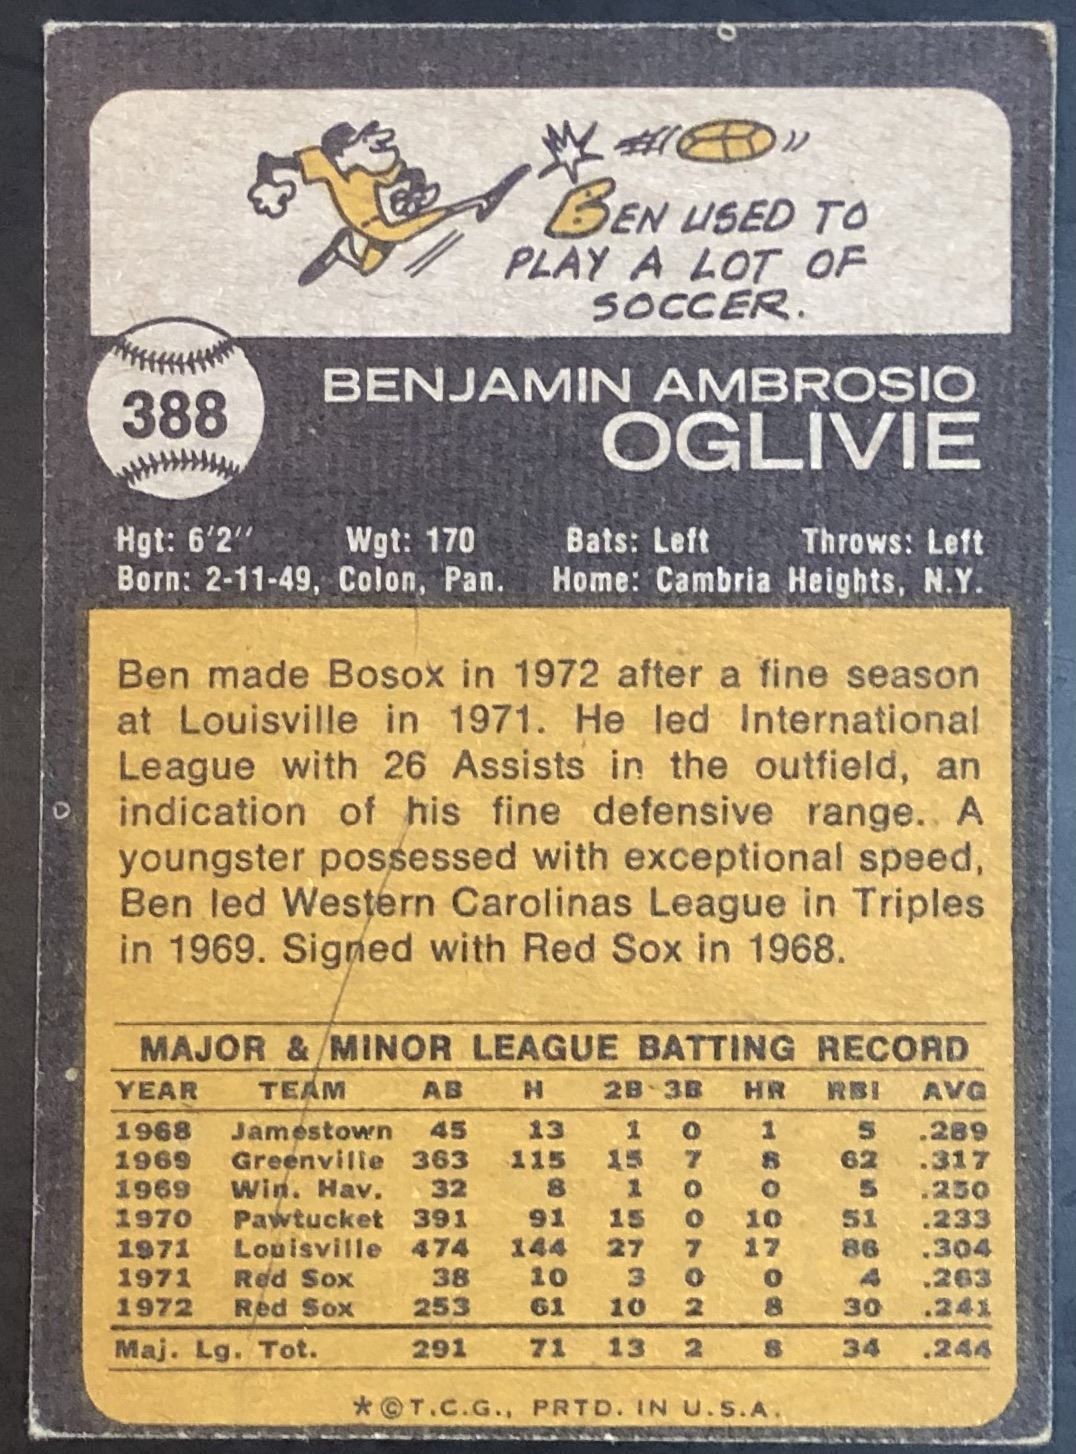 BEN USED TO
PLAY A LOT OF
SOCCER.
388
BENJAMIN AMBROSIO
OGLIVIE
Hgt: 6'2" Wgt: 170 Bats: Left Throws: Left
Born: 2-11-49, Colon, Pan. Home: Cambria Heights, N.Y.
Ben made Bosox in 1972 after a fine season
at Louisville in 1971. He led International
League with 26 Assists in the outfield, an
indication of his fine defensive range. A
youngster possessed with exceptional speed,
Ben led Western Carolinas League in Triples
in 1969. Signed with Red Sox in 1968.
MAJOR & MINOR LEAGUE BATTING RECORD
YEAR TEAM AB H 2B 3B HR RBI AVG
1968 Jamestown 45 13 1 0 1 5 .289
1969 Greenville 363 115 15 7 8 62 .317
1969 Win. Hav. 32 8 1 0 0 5 .250
1970 Pawtucket 391 91 15 0 10 51 .233
1971 Louisville 474 144 27 7 17 86 .304
1971 Red Sox 38 10 3 0 0 4 .263
1972 Red Sox 253 61 10 2 8 30 .241
Maj. Lg. Tot. 291 71 13 2 8 34 .244
*©T.C.G., PRTD. IN U.S.A.